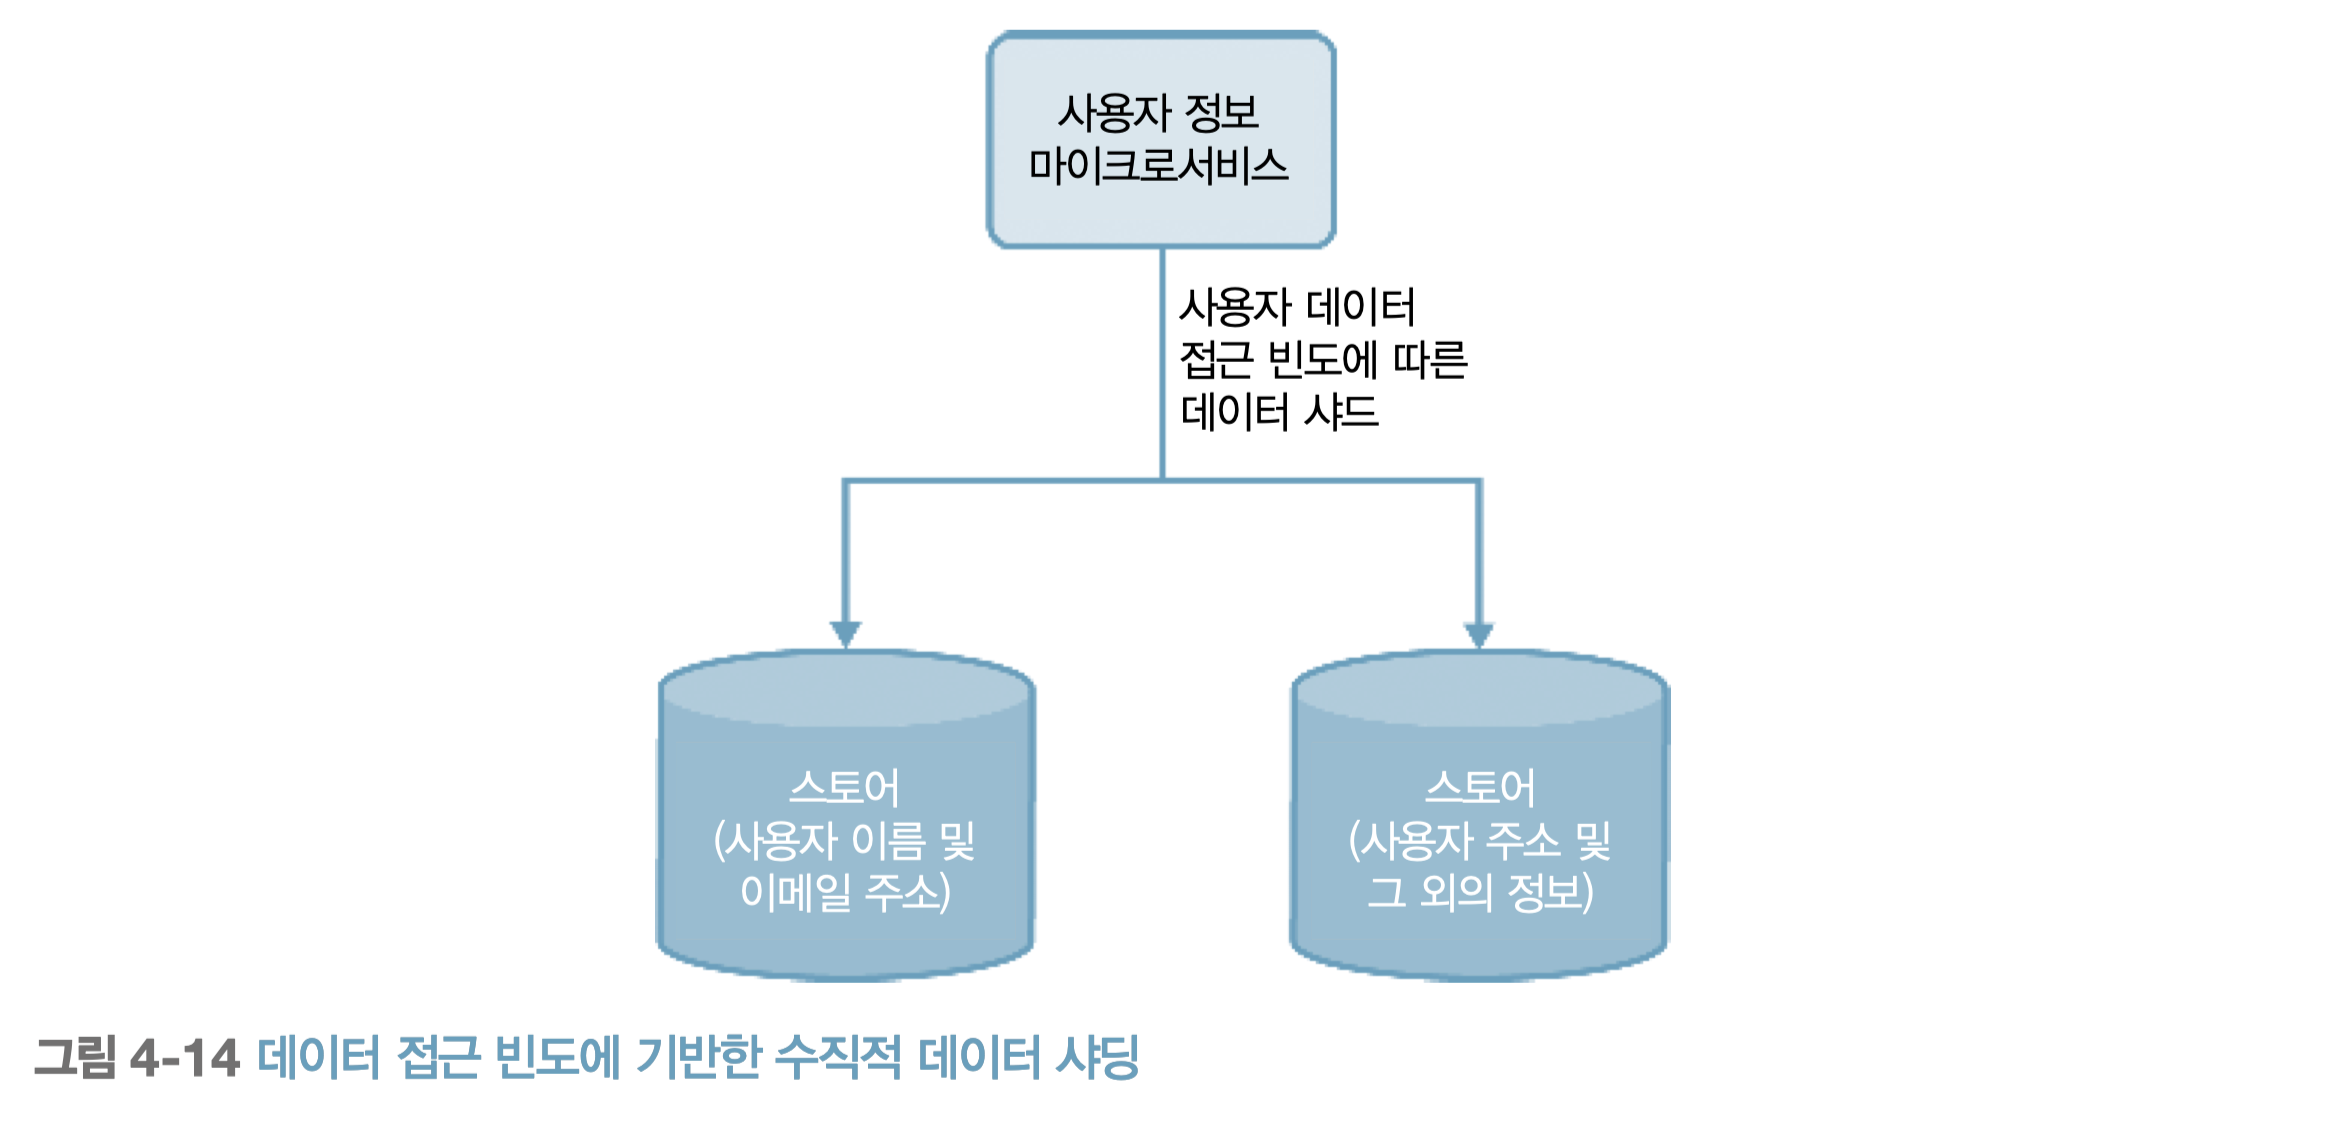 사용자 정보
마이크로서비스
사용자 데이터
접근 빈도에 따른
데이터 샤드
스토어
(사용자 이름 및
이메일 주소)
스토어
(사용자 주소 및
그 외의 정보)
그림 4-14 데이터 접근 빈도에 기반한 수직적 데이터 샤딩